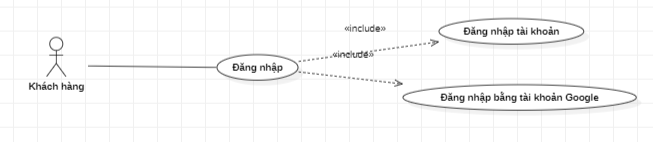 «include»
Đăng nhập tài khoản
«include»
Đăng nhập
Khách hàng
Đăng nhập bằng tài khoản Google